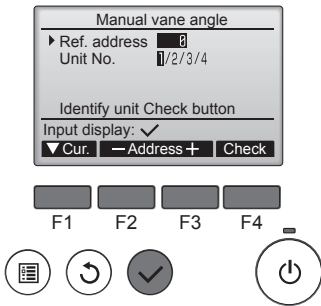 Manual vane angle
Ref. address 0
Unit No. 1/2/3/4
Identify unit Check button
Input display: ✓
▼ Cur. − Address + Check
F1 F2 F3 F4